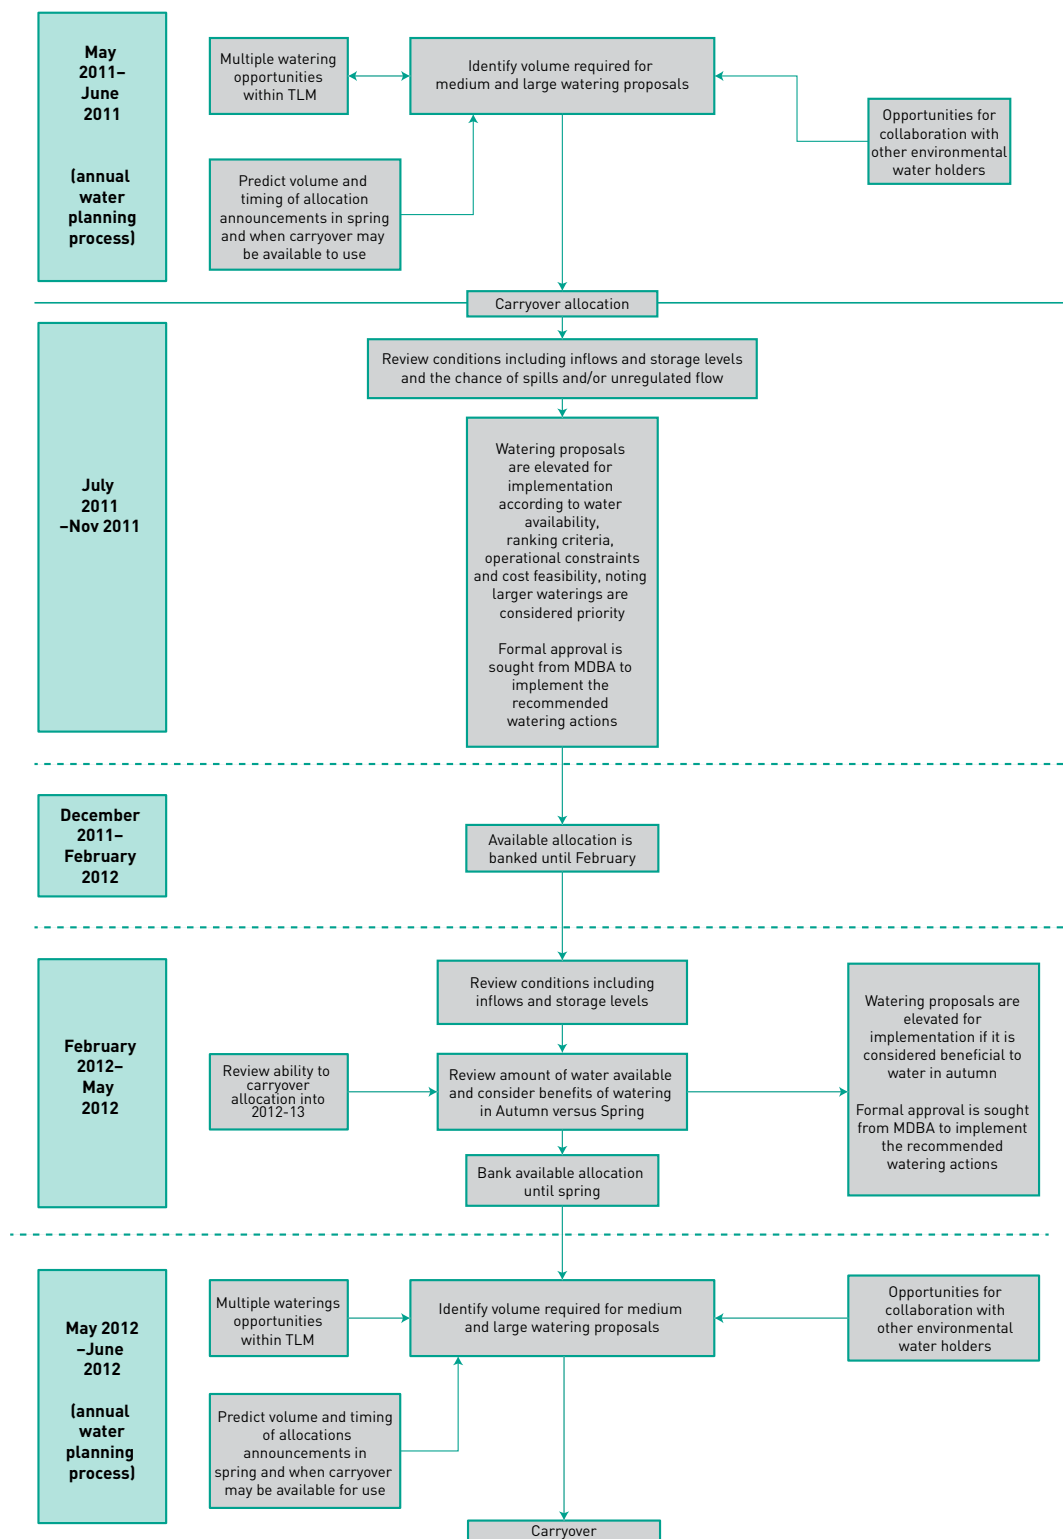 May
2011–
June
2011
(annual
water
planning
process)
Multiple watering
opportunities
within TLM
Identify volume required for
medium and large watering proposals
Opportunities for
collaboration with
other environmental
water holders
Predict volume and
timing of allocation
announcements in spring
and when carryover may
be available to use
Carryover allocation
July
2011
–Nov 2011
Review conditions including inflows and storage levels
and the chance of spills and/or unregulated flow
Watering proposals
are elevated for
implementation
according to water
availability,
ranking criteria,
operational constraints
and cost feasibility, noting
larger waterings are
considered priority
Formal approval is
sought from MDBA to
implement the
recommended
watering actions
December
2011–
February
2012
Available allocation is
banked until February
February
2012–
May
2012
Review conditions including
inflows and storage levels
Review ability to
carryover
allocation into
2012-13
Review amount of water available
and consider benefits of watering
in Autumn versus Spring
Watering proposals are
elevated for
implementation if it is
considered beneficial to
water in autumn
Formal approval is sought
from MDBA to implement
the recommended
watering actions
Bank available allocation
until spring
May 2012
–June
2012
(annual
water
planning
process)
Multiple waterings
opportunities
within TLM
Identify volume required for medium
and large watering proposals
Opportunities for
collaboration with
other environmental
water holders
Predict volume and timing
of allocations
announcements in
spring and when carryover
may be available for use
Carryover